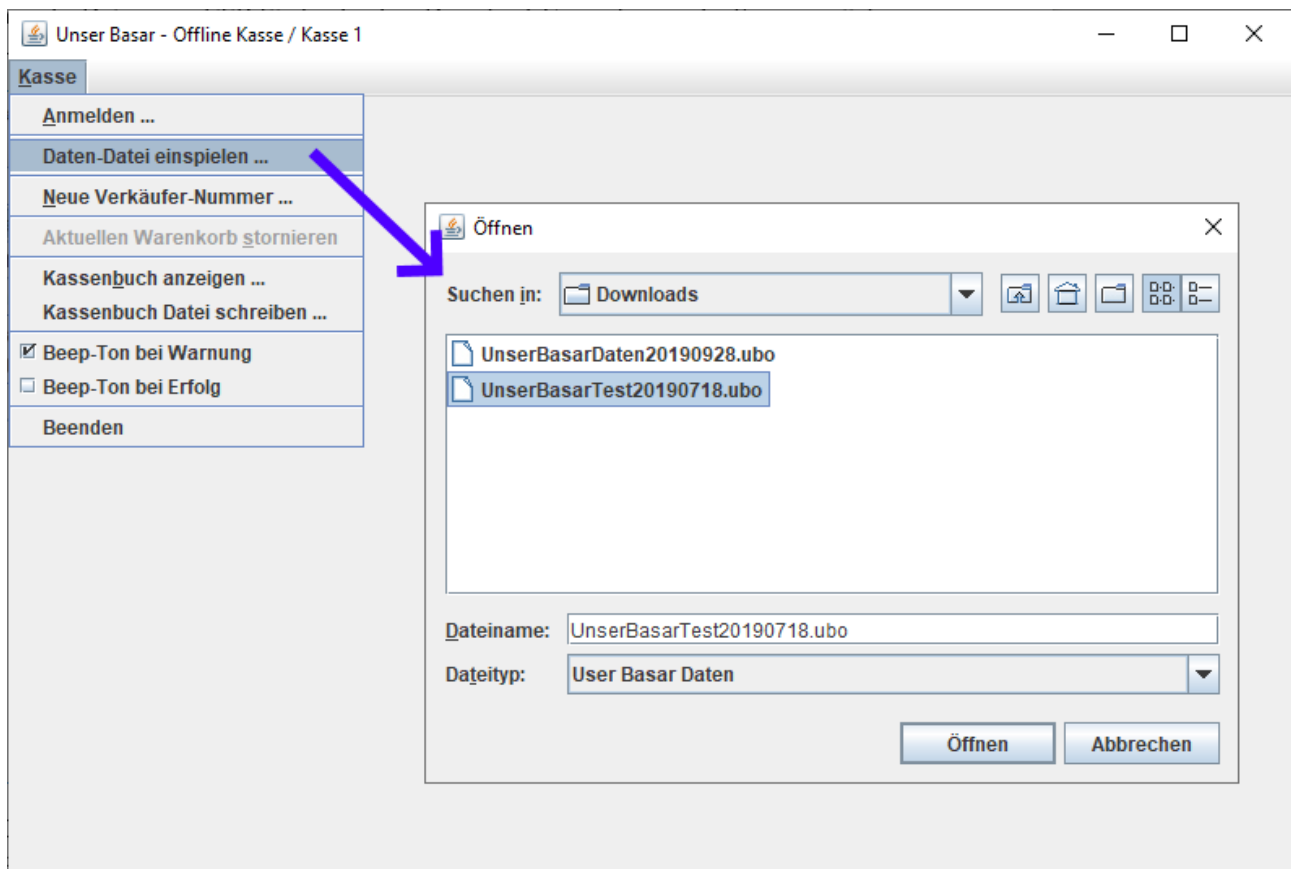 Unser Basar - Offline Kasse / Kasse 1
Kasse
Anmelden ...
Daten-Datei einspielen ...
Neue Verkäufer-Nummer ...
Aktuellen Warenkorb stornieren
Kassenbuch anzeigen ...
Kassenbuch Datei schreiben ...
Beep-Ton bei Warnung
Beep-Ton bei Erfolg
Beenden
Öffnen
Suchen in: Downloads
UnserBasarDaten20190928.ubo
UnserBasarTest20190718.ubo
Dateiname: UnserBasarTest20190718.ubo
Dateityp: User Basar Daten
Öffnen Abbrechen